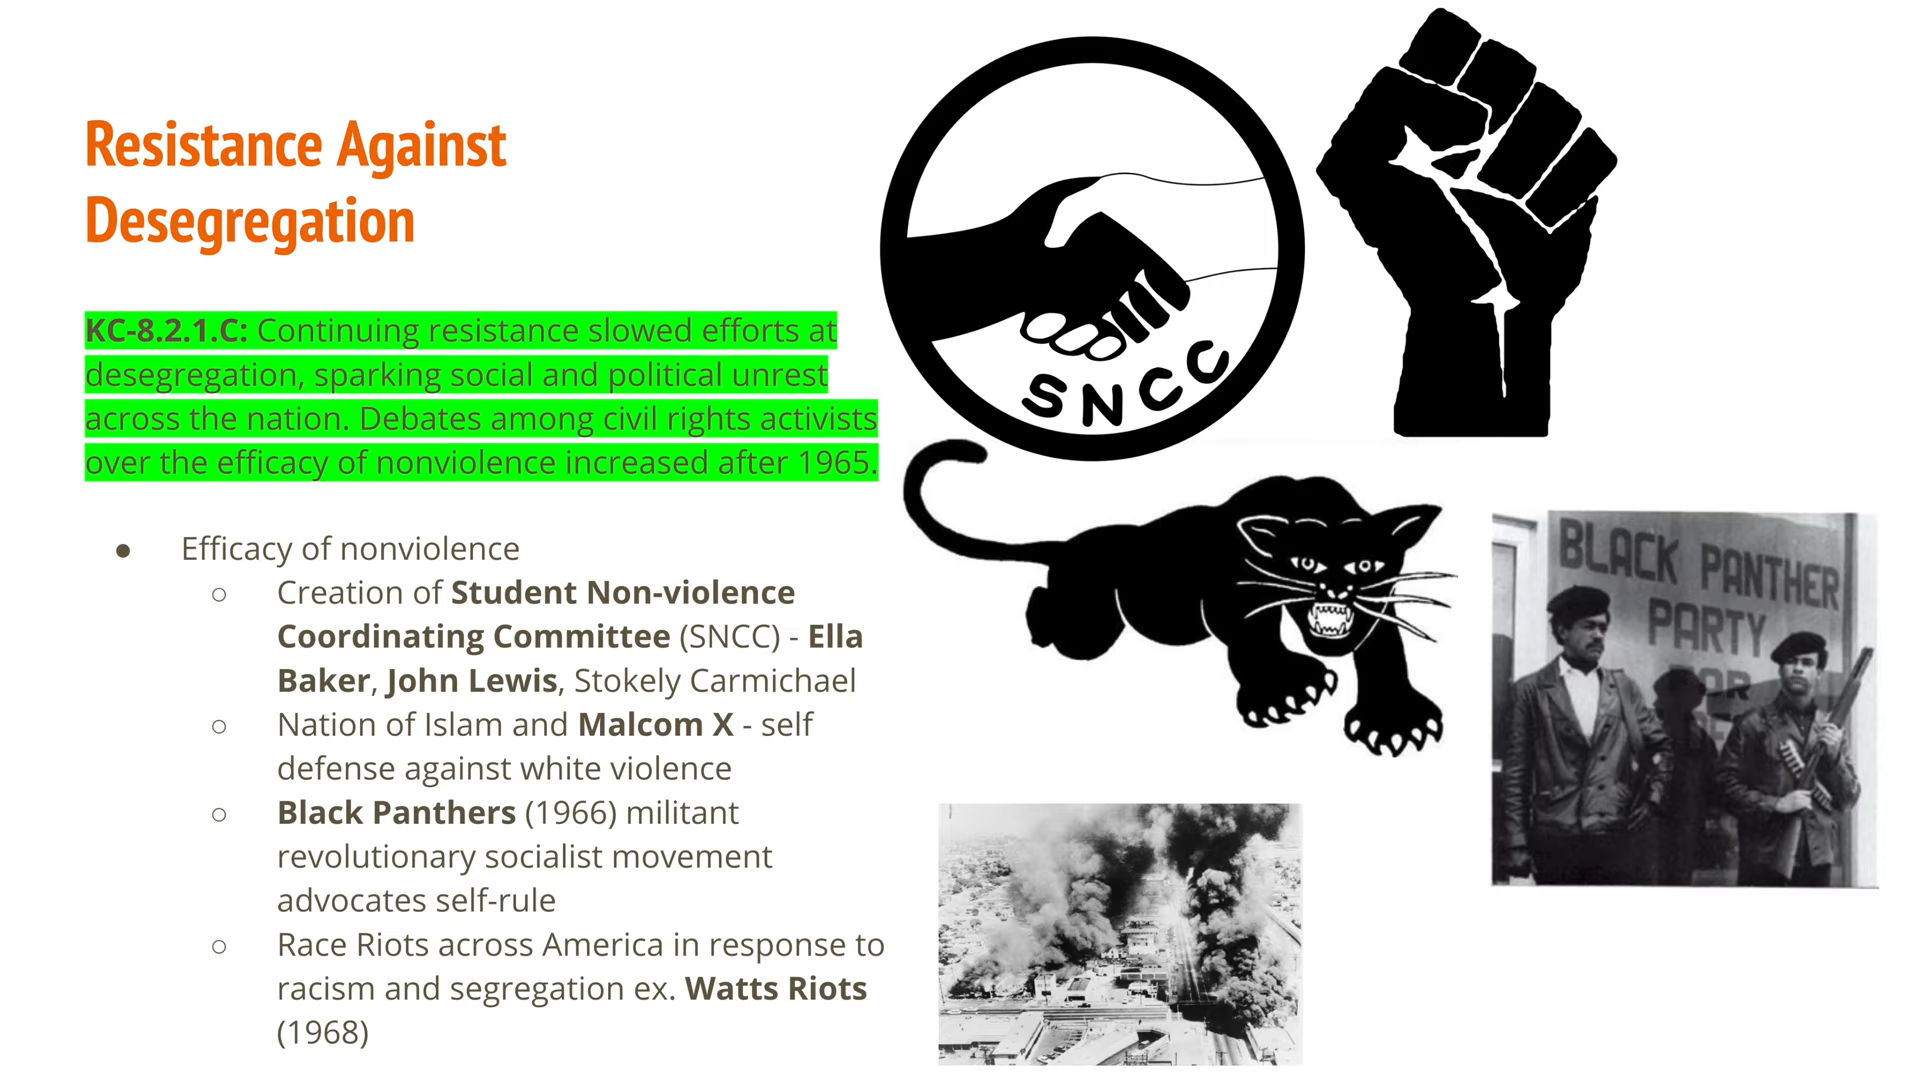 Resistance Against
Desegregation
KC-8.2.1.C: Continuing resistance slowed efforts at
desegregation, sparking social and political unrest
across the nation. Debates among civil rights activists
over the efficacy of nonviolence increased after 1965.
● Efficacy of nonviolence
○ Creation of Student Non-violence
Coordinating Committee (SNCC) - Ella
Baker, John Lewis, Stokely Carmichael
○ Nation of Islam and Malcom X - self
defense against white violence
○ Black Panthers (1966) militant
revolutionary socialist movement
advocates self-rule
○ Race Riots across America in response to
racism and segregation ex. Watts Riots
(1968)
SNCC
BLACK PANTHER
PARTY
FOR